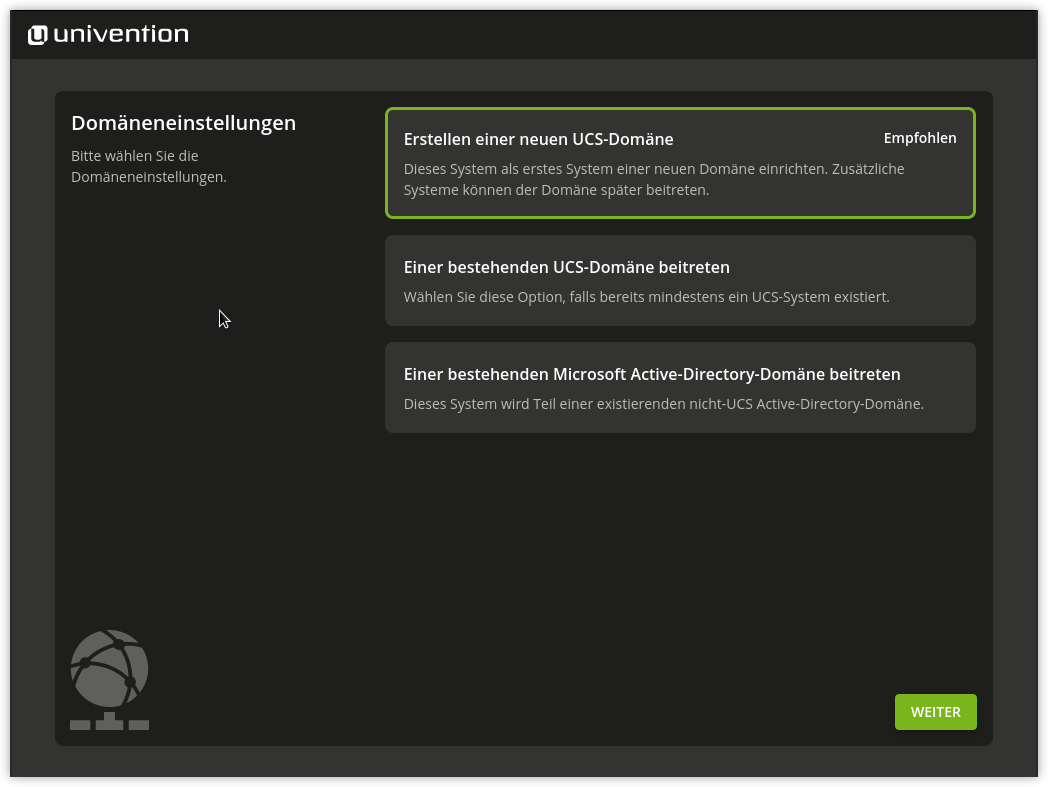 univention
Domäneneinstellungen
Bitte wählen Sie die
Domäneneinstellungen.
Erstellen einer neuen UCS-Domäne
Empfohlen
Dieses System als erstes System einer neuen Domäne einrichten. Zusätzliche
Systeme können der Domäne später beitreten.
Einer bestehenden UCS-Domäne beitreten
Wählen Sie diese Option, falls bereits mindestens ein UCS-System existiert.
Einer bestehenden Microsoft Active-Directory-Domäne beitreten
Dieses System wird Teil einer existierenden nicht-UCS Active-Directory-Domäne.
WEITER